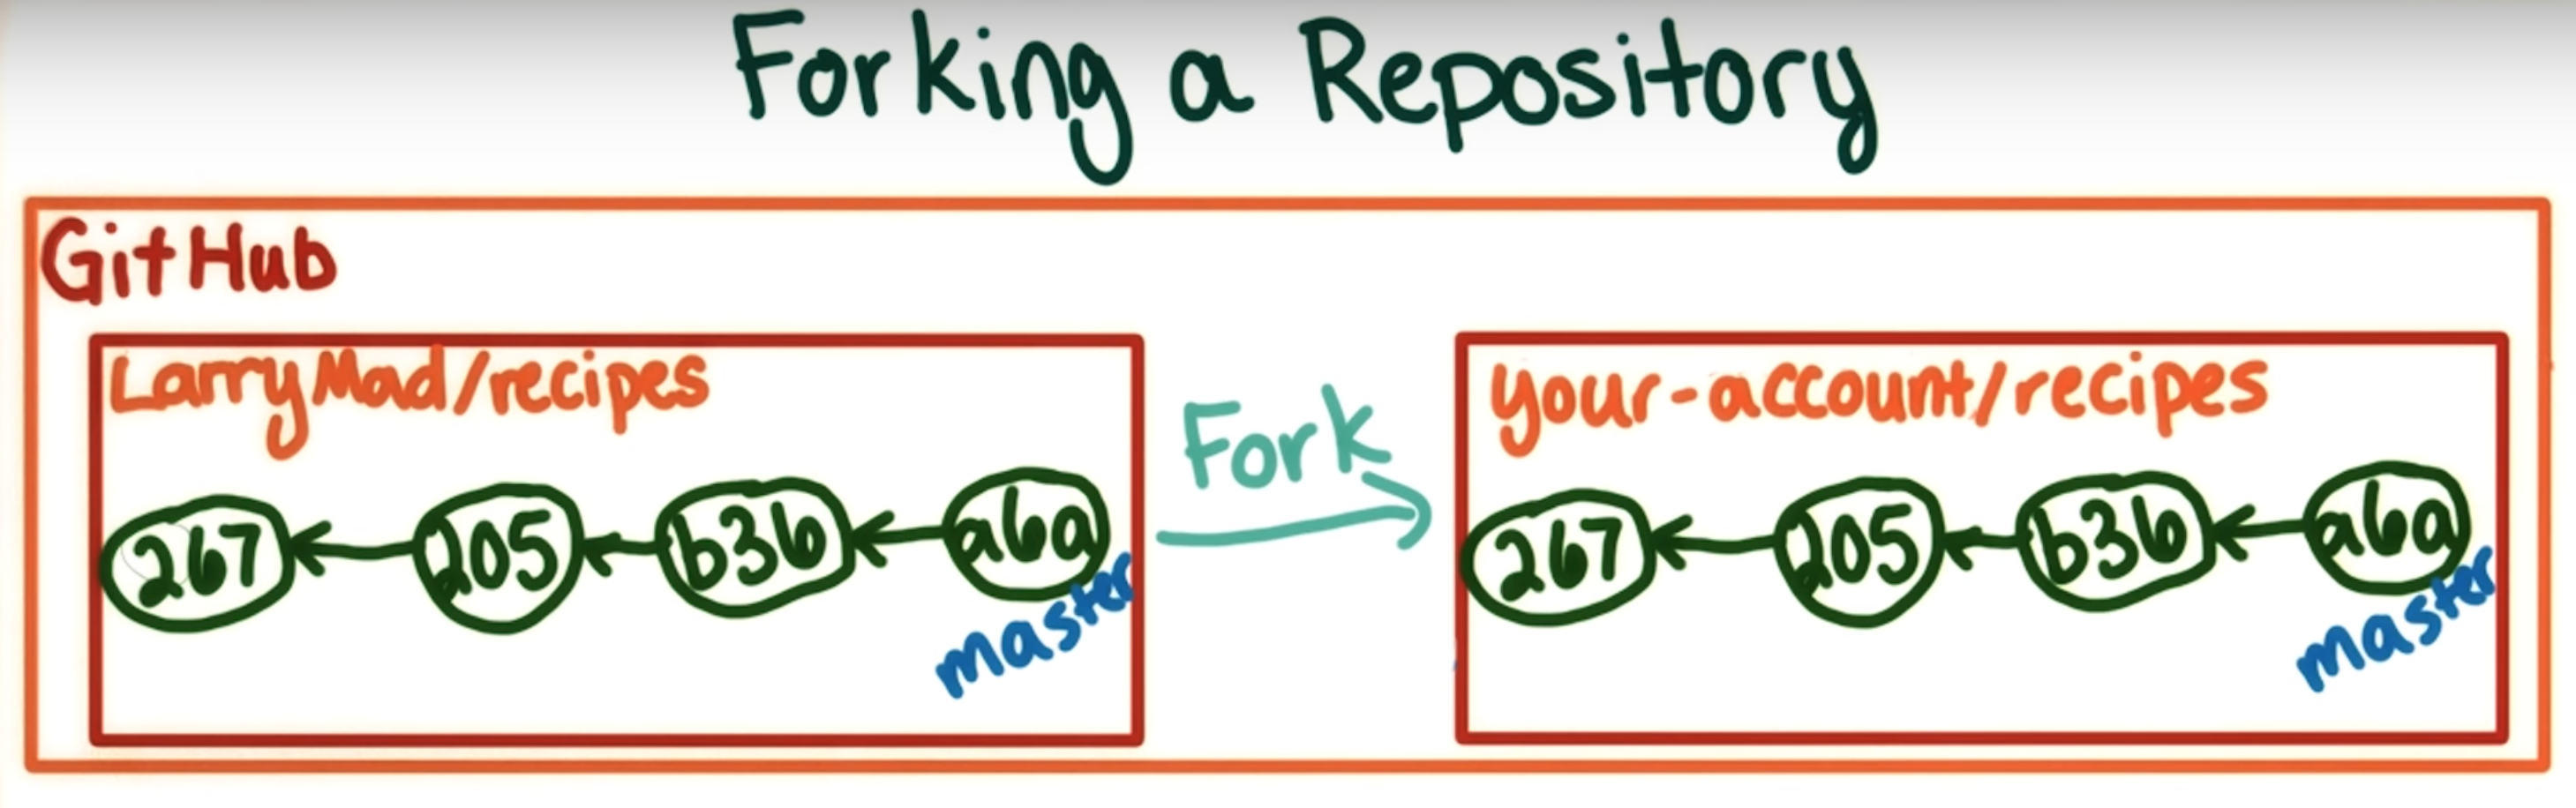 Forking a Repository
GitHub
LarryMad/recipes
267 205 b36 a6a
master
Fork
your-account/recipes
267 205 b36 a6a
master